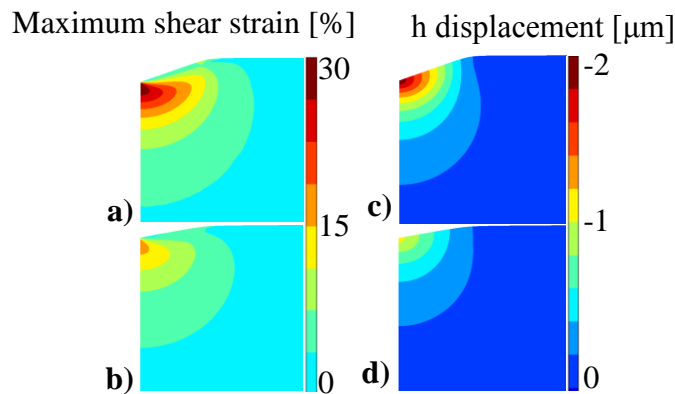 Maximum shear strain [%]
h displacement [μm]
30
-2
a)
c)
15
-1
b)
0
d)
0